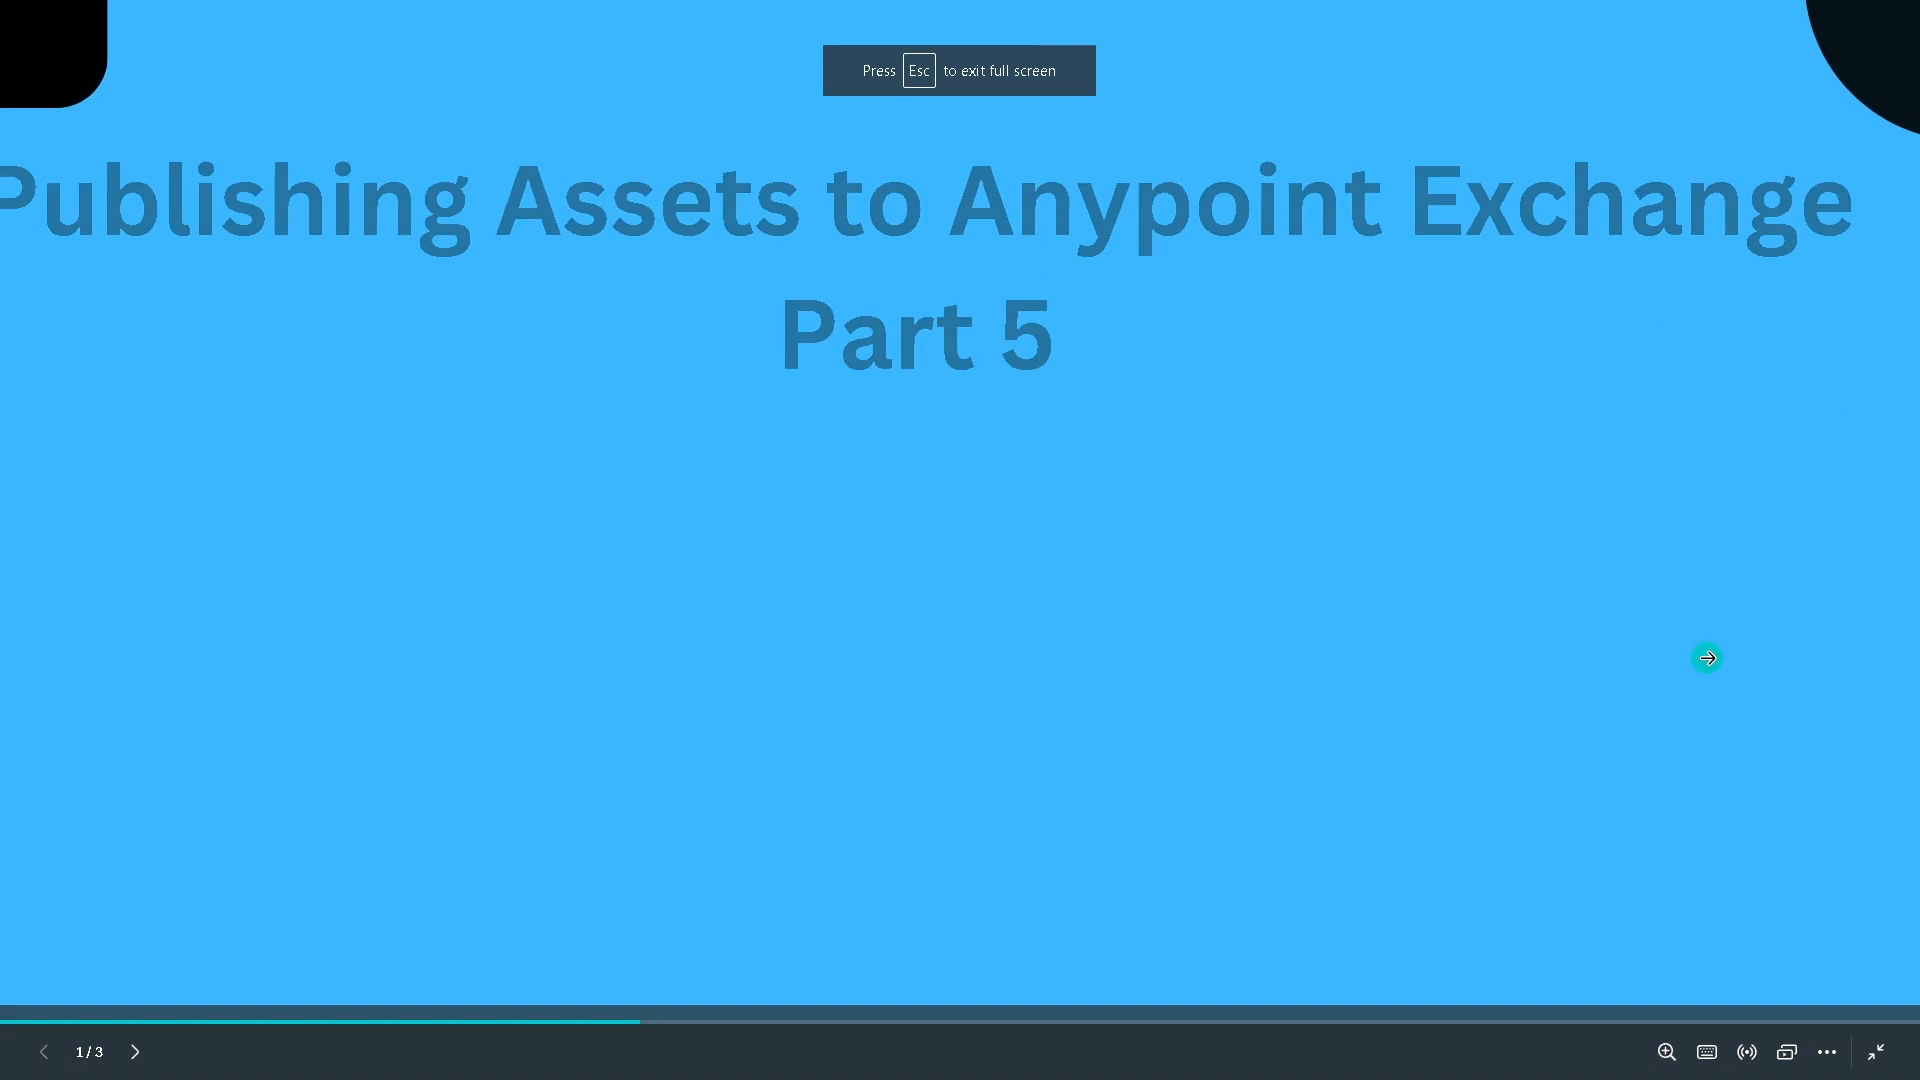 Press Esc to exit full screen
Publishing Assets to Anypoint Exchange
Part 5
1 / 3